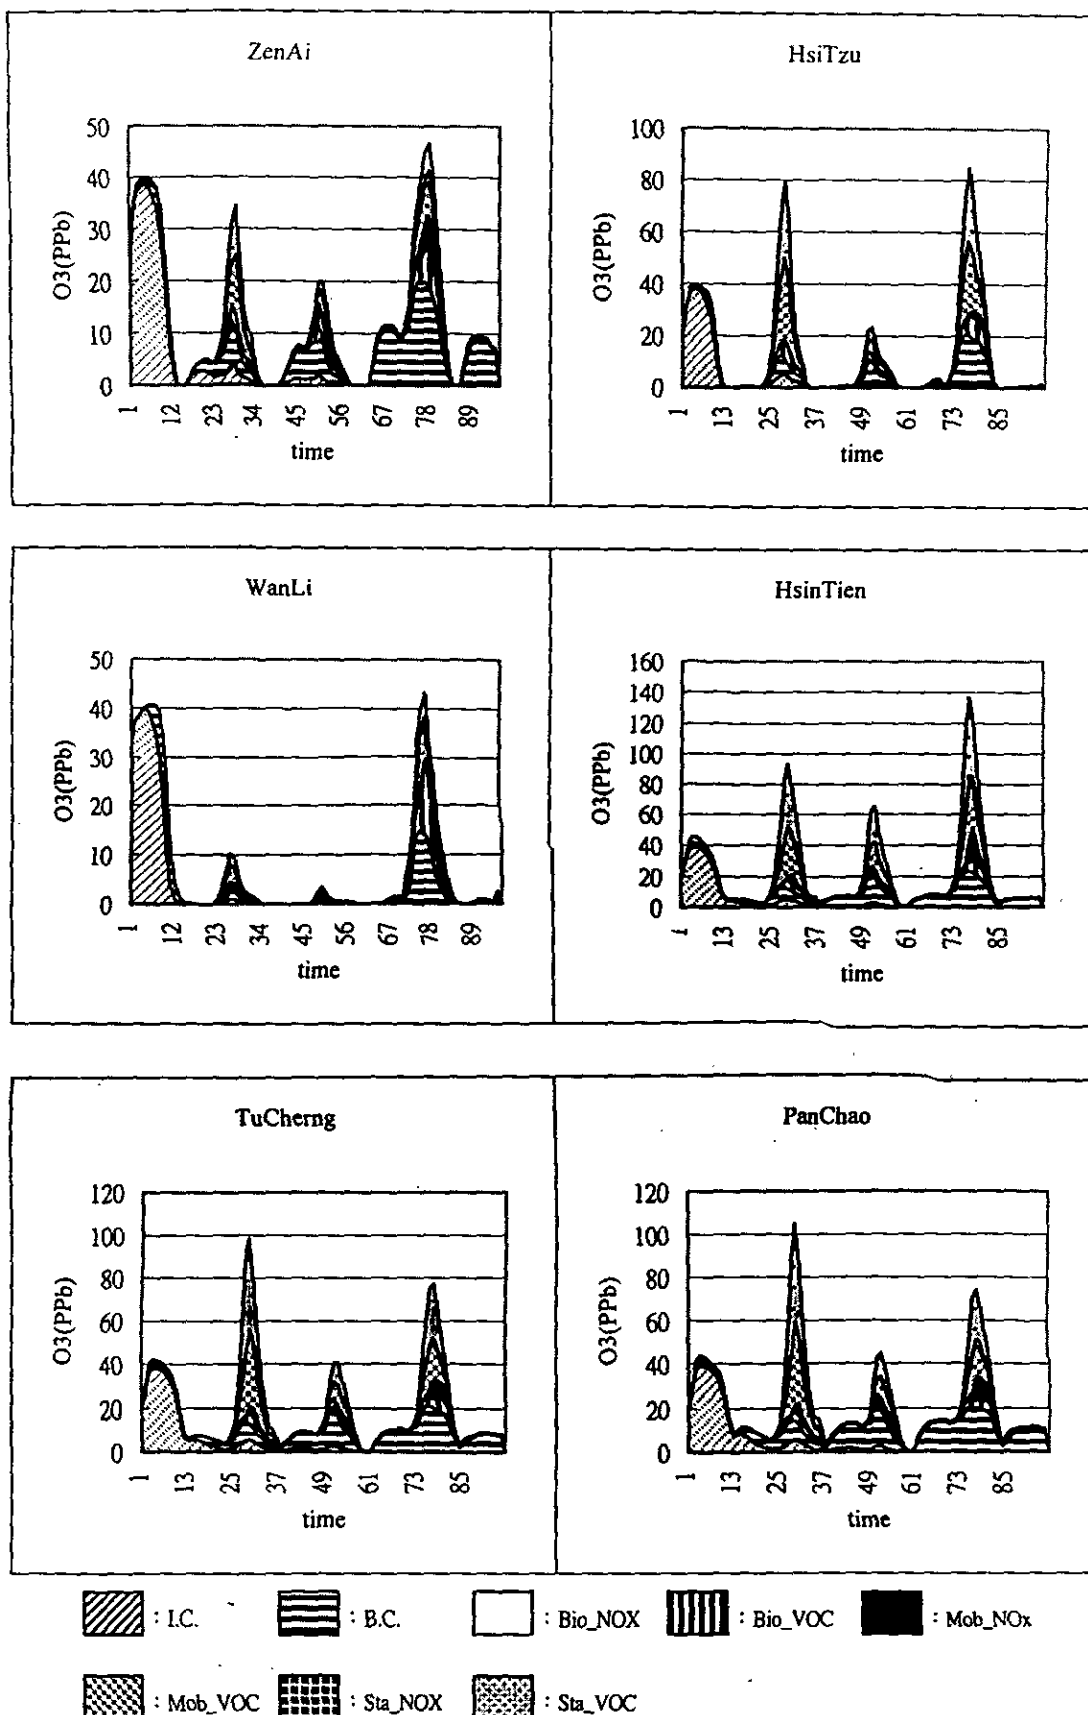 ZenAi
50
40
30
20
10
0
O3(PPb)
1 12 23 34 45 56 67 78 89
time
HsiTzu
100
80
60
40
20
0
O3(PPb)
1 13 25 37 49 61 73 85
time
WanLi
50
40
30
20
10
0
O3(PPb)
1 12 23 34 45 56 67 78 89
time
HsinTien
160
140
120
100
80
60
40
20
0
O3(PPb)
1 13 25 37 49 61 73 85
time
TuCherng
120
100
80
60
40
20
0
O3(PPb)
1 13 25 37 49 61 73 85
time
PanChao
120
100
80
60
40
20
0
O3(PPb)
1 13 25 37 49 61 73 85
time
: I.C. : B.C. : Bio_NOX : Bio_VOC : Mob_NOx
: Mob_VOC : Sta_NOX : Sta_VOC